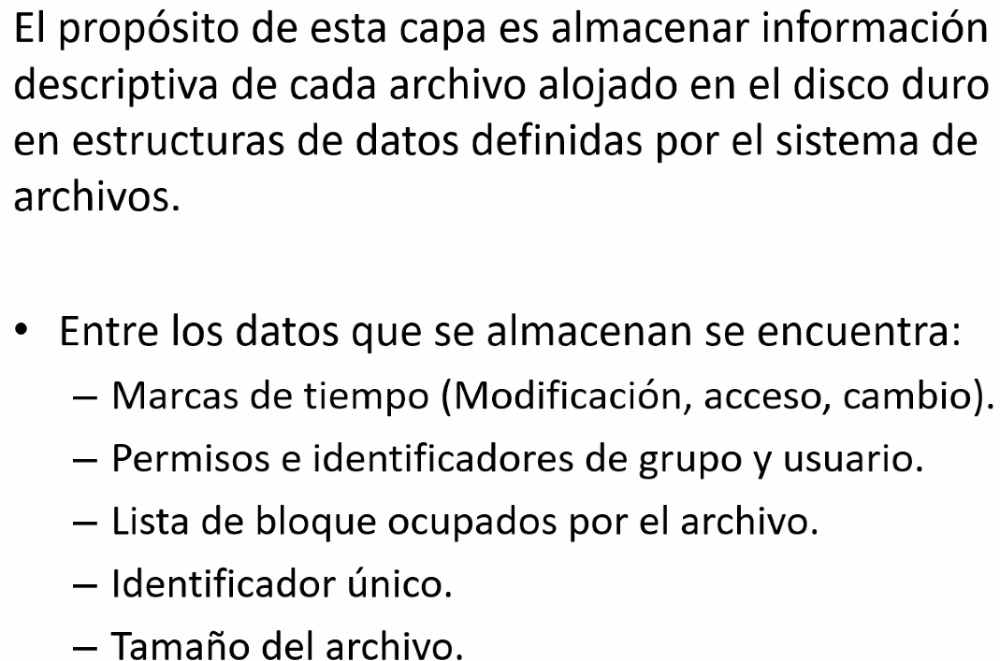 El propósito de esta capa es almacenar información
descriptiva de cada archivo alojado en el disco duro
en estructuras de datos definidas por el sistema de
archivos.
• Entre los datos que se almacenan se encuentra:
– Marcas de tiempo (Modificación, acceso, cambio).
– Permisos e identificadores de grupo y usuario.
– Lista de bloque ocupados por el archivo.
– Identificador único.
– Tamaño del archivo.